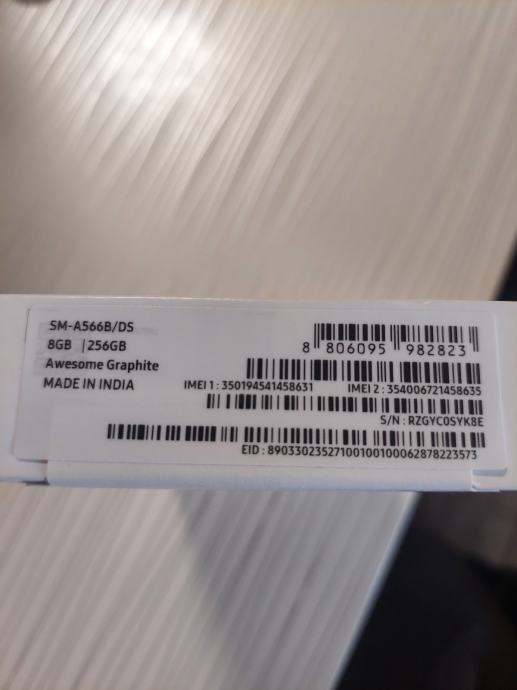 SM-A566B/DS
8GB |256GB
Awesome Graphite
MADE IN INDIA
8 806095 982823
IMEI 1 : 350194541458631 IMEI 2 : 354006721458635
S/N : RZGYC0SYK8E
EID : 89033023527100100100062878223573